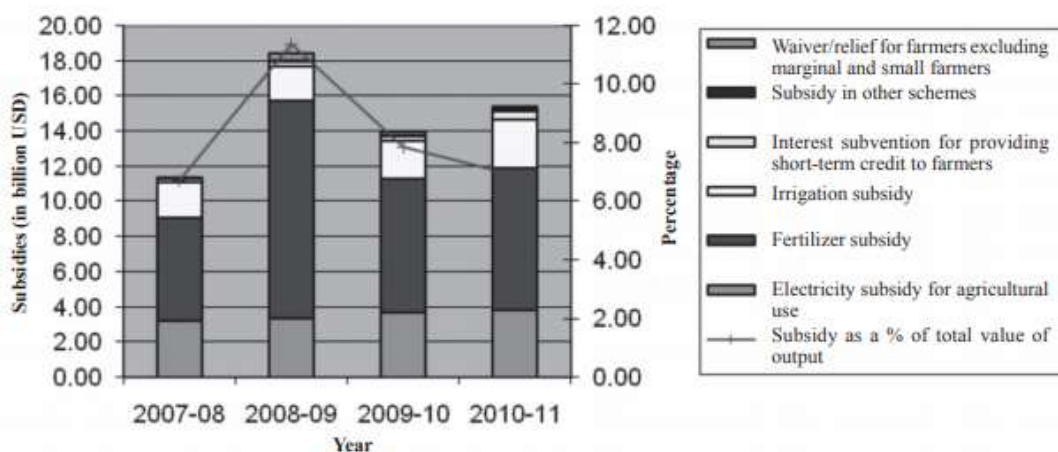 20.00
18.00
16.00
14.00
12.00
10.00
8.00
6.00
4.00
2.00
0.00
Subsidies (in billion USD)
12.00
10.00
8.00
6.00
4.00
2.00
0.00
Percentage
2007-08 2008-09 2009-10 2010-11
Year
Waiver/relief for farmers excluding
marginal and small farmers
Subsidy in other schemes
Interest subvention for providing
short-term credit to farmers
Irrigation subsidy
Fertilizer subsidy
Electricity subsidy for agricultural
use
Subsidy as a % of total value of
output